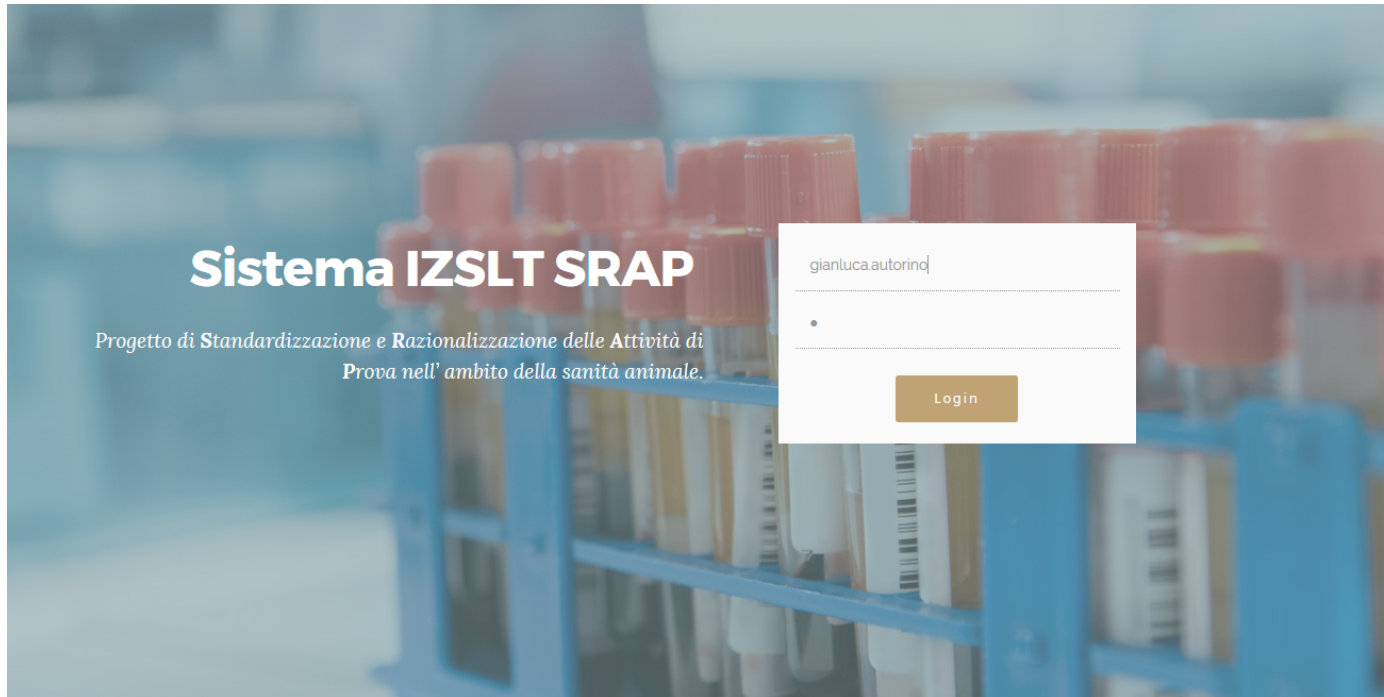 Sistema IZSLT SRAP
Progetto di Standardizzazione e Razionalizzazione delle Attività di
Prova nell' ambito della sanità animale.
gianluca.autorino
•
Login